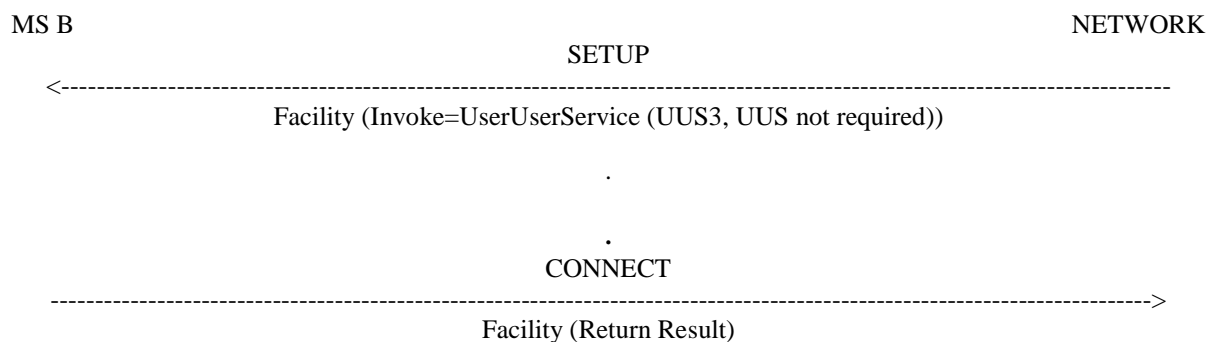 MS B NETWORK
SETUP
<------------------------------------------------------------------------------------------------------------------------------
Facility (Invoke=UserUserService (UUS3, UUS not required))
.
.
CONNECT
------------------------------------------------------------------------------------------------------------------------------>
Facility (Return Result)